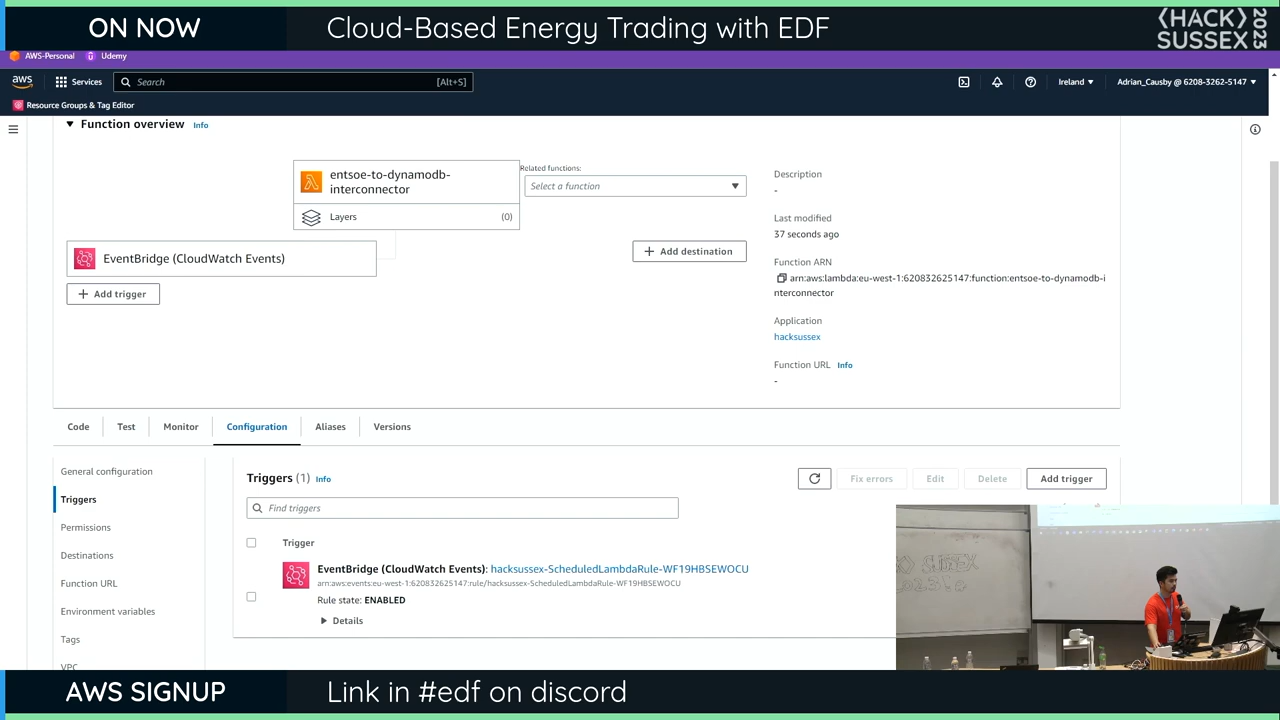 ON NOW
Cloud-Based Energy Trading with EDF
{HACK}
SUSSEX
2023
AWS-Personal
Udemy
aws
Services
Search
[Alt+S]
Ireland
Adrian_Causby @ 6208-3262-5147
Resource Groups & Tag Editor
Function overview
Info
entsoe-to-dynamodb-
interconnector
Layers
(0)
Related functions:
Select a function
EventBridge (CloudWatch Events)
Add trigger
Add destination
Description
-
Last modified
37 seconds ago
Function ARN
arn:aws:lambda:eu-west-1:620832625147:function:entsoe-to-dynamodb-i
nterconnector
Application
hacksussex
Function URL
Info
-
Code
Test
Monitor
Configuration
Aliases
Versions
General configuration
Triggers
Permissions
Destinations
Function URL
Environment variables
Tags
VPC
Triggers (1)
Info
Fix errors
Edit
Delete
Add trigger
Find triggers
Trigger
EventBridge (CloudWatch Events): hacksussex-ScheduledLambdaRule-WF19HBSEWOCU
arn:aws:events:eu-west-1:620832625147:rule/hacksussex-ScheduledLambdaRule-WF19HBSEWOCU
Rule state: ENABLED
Details
AWS SIGNUP
Link in #edf on discord